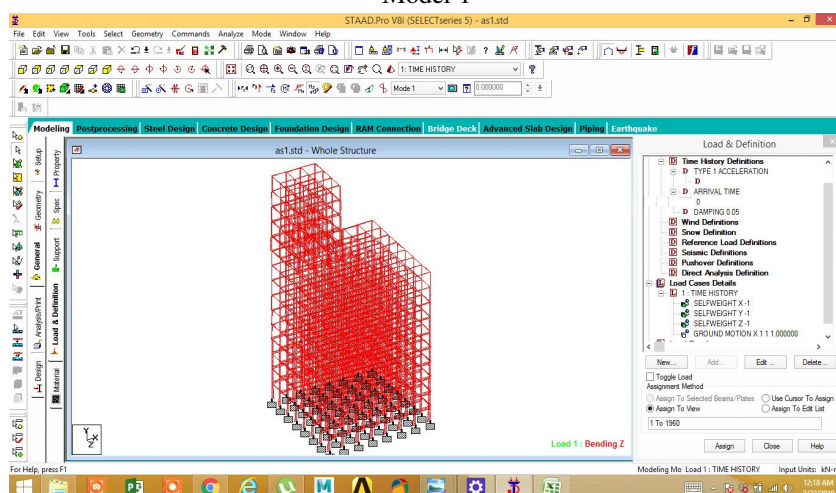 Model 1
STAAD.Pro V8i (SELECTseries 5) - as1.std
File Edit View Tools Select Geometry Commands Analyze Mode Window Help
1: TIME HISTORY
Mode 1
0.000000
Modeling Postprocessing Steel Design Concrete Design Foundation Design RAM Connection Bridge Deck Advanced Slab Design Piping Earthquake
as1.std - Whole Structure
Setup
Geometry
General
Analysis/Print
Design
Property
Spec
Support
Load & Definition
Material
Y
X
Z
Load 1 : Bending Z
Load & Definition
Time History Definitions
TYPE 1 ACCELERATION
D
ARRIVAL TIME
0
DAMPING 0.05
Wind Definitions
Snow Definitions
Reference Load Definitions
Seismic Definitions
Pushover Definitions
Direct Analysis Definition
Load Cases Details
1 : TIME HISTORY
SELFWEIGHT X -1
SELFWEIGHT Y -1
SELFWEIGHT Z -1
GROUND MOTION X 1 1 1.000000
New... Add... Edit ... Delete...
Toggle Load
Assignment Method
Assign To Selected Beams/Plates Use Cursor To Assign
Assign To View Assign To Edit List
1 To 1960
Assign Close Help
For Help, press F1
Modeling Mo Load 1 : TIME HISTORY Input Units: kN-
12:18 AM